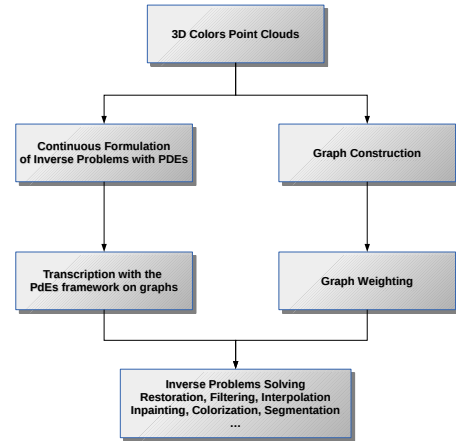 3D Colors Point Clouds
Continuous Formulation
of Inverse Problems with PDEs
Graph Construction
Transcription with the
PdEs framework on graphs
Graph Weighting
Inverse Problems Solving
Restoration, Filtering, Interpolation
Inpainting, Colorization, Segmentation
...